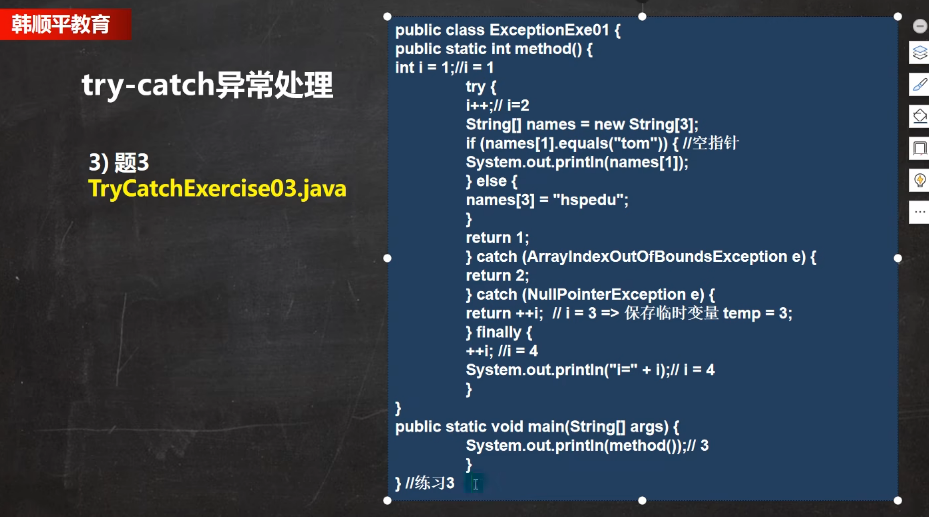 韩顺平教育
try-catch异常处理
3) 题3
TryCatchExercise03.java
public class ExceptionExe01 {
public static int method() {
int i = 1;//i = 1
try {
i++;// i=2
String[] names = new String[3];
if (names[1].equals("tom")) { //空指针
System.out.println(names[1]);
} else {
names[3] = "hspedu";
}
return 1;
} catch (ArrayIndexOutOfBoundsException e) {
return 2;
} catch (NullPointerException e) {
return ++i;  // i = 3 => 保存临时变量 temp = 3;
} finally {
++i; //i = 4
System.out.println("i=" + i);// i = 4
}
}
public static void main(String[] args) {
System.out.println(method());// 3
}
} //练习3